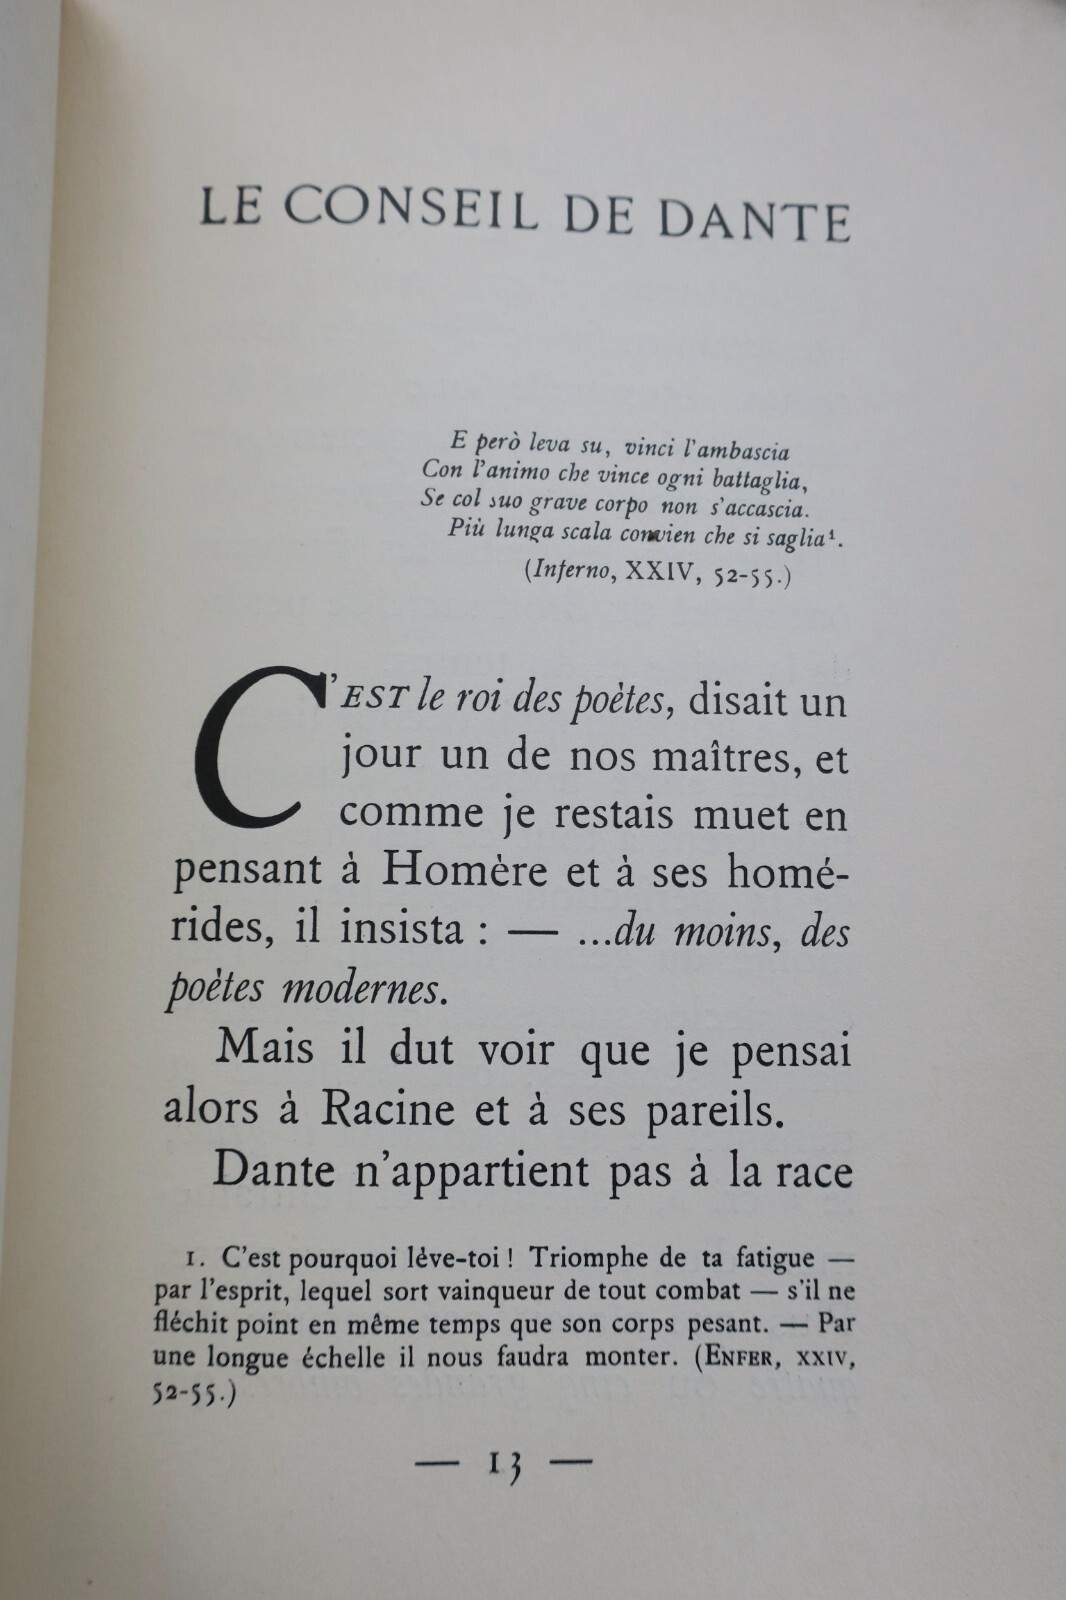 LE CONSEIL DE DANTE
E però leva su, vinci l'ambascia
Con l'animo che vince ogni battaglia,
Se col suo grave corpo non s'accascia.
Più lunga scala convien che si saglia¹.
(Inferno, XXIV, 52-55.)
C'EST le roi des poètes, disait un
jour un de nos maîtres, et
comme je restais muet en
pensant à Homère et à ses homé-
rides, il insista : — ...du moins, des
poètes modernes.
Mais il dut voir que je pensai
alors à Racine et à ses pareils.
Dante n'appartient pas à la race
1. C'est pourquoi lève-toi ! Triomphe de ta fatigue —
par l'esprit, lequel sort vainqueur de tout combat — s'il ne
fléchit point en même temps que son corps pesant. — Par
une longue échelle il nous faudra monter. (ENFER, XXIV,
52-55.)
— 13 —